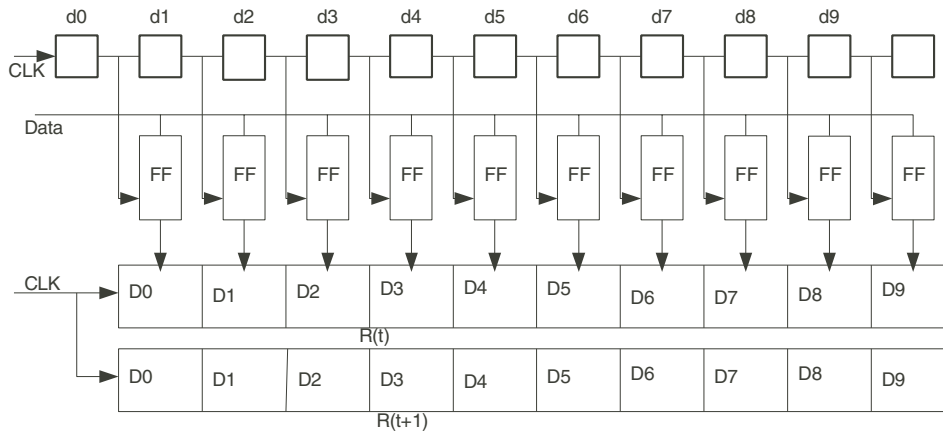 d0 d1 d2 d3 d4 d5 d6 d7 d8 d9
CLK
Data
FF FF FF FF FF FF FF FF FF FF
CLK
D0 D1 D2 D3 D4 D5 D6 D7 D8 D9
R(t)
D0 D1 D2 D3 D4 D5 D6 D7 D8 D9
R(t+1)